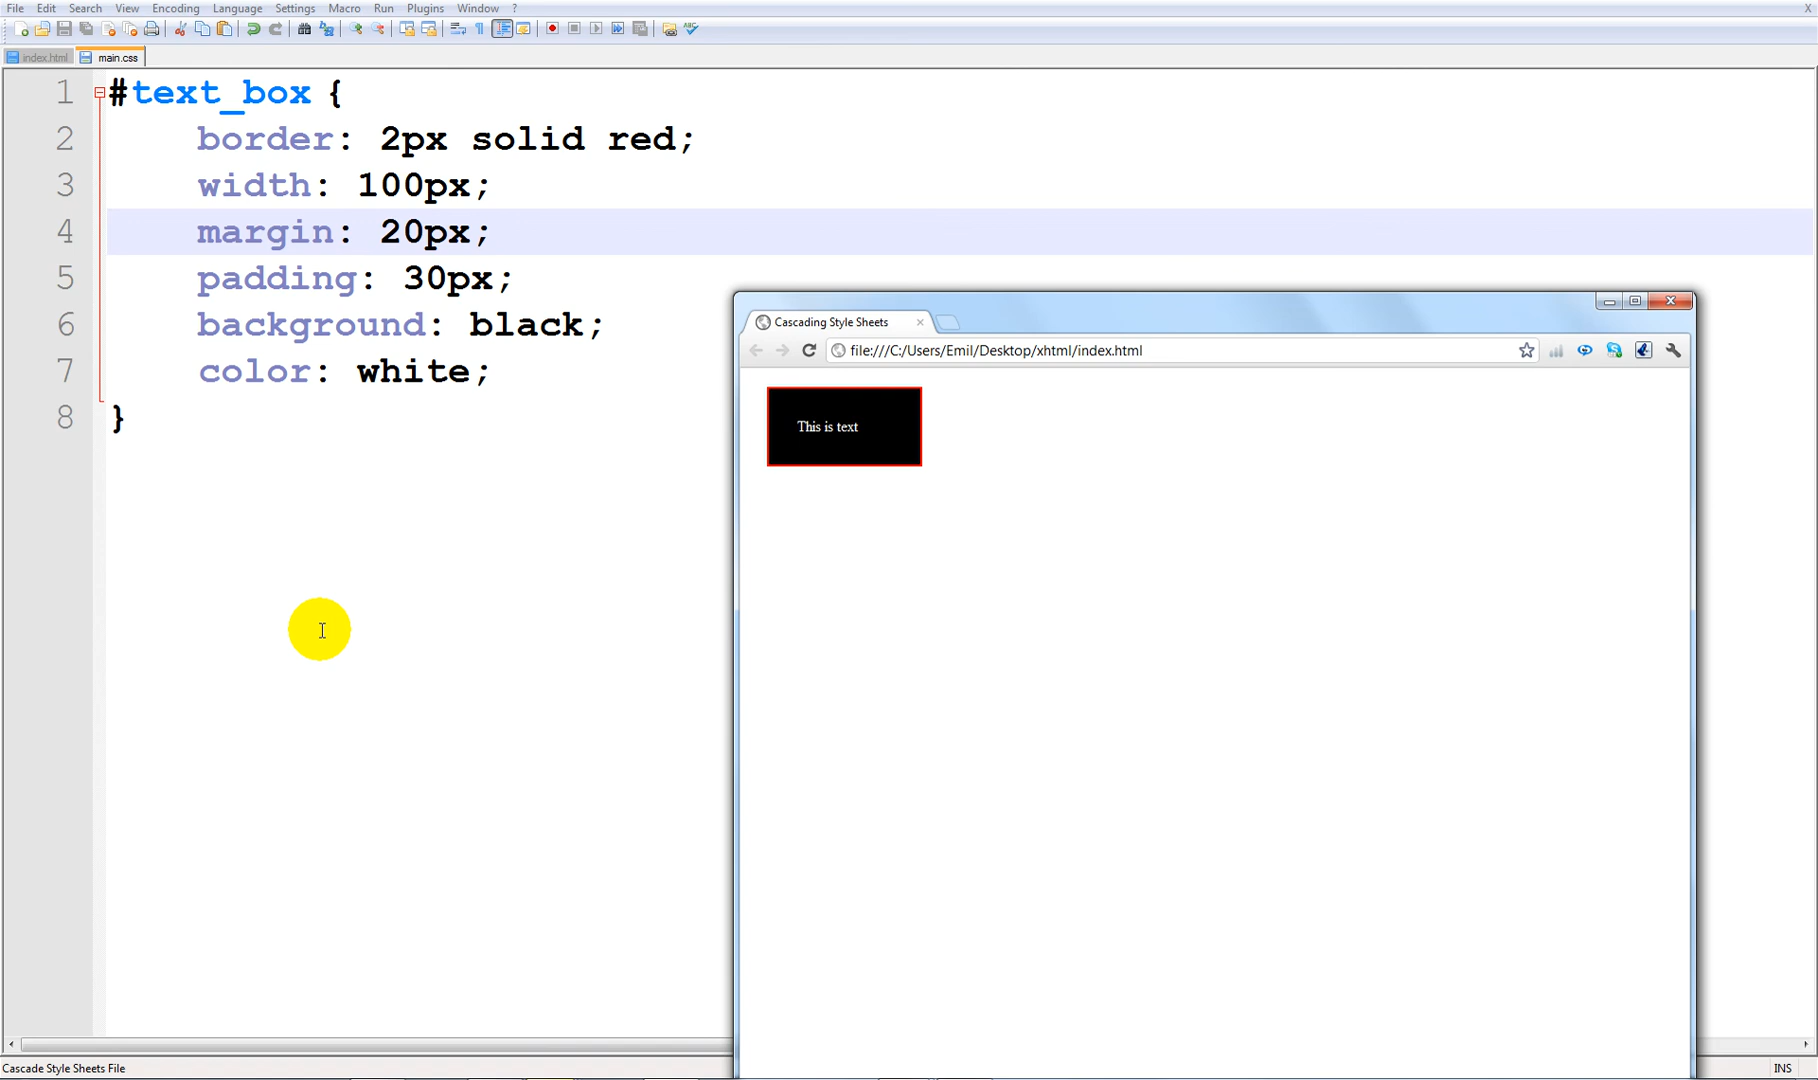 File Edit Search View Encoding Language Settings Macro Run Plugins Window ? X
index.html main.css
1 #text_box {
2 border: 2px solid red;
3 width: 100px;
4 margin: 20px;
5 padding: 30px;
6 background: black;
7 color: white;
8 }
Cascading Style Sheets
file:///C:/Users/Emil/Desktop/xhtml/index.html
This is text
Cascade Style Sheets File INS